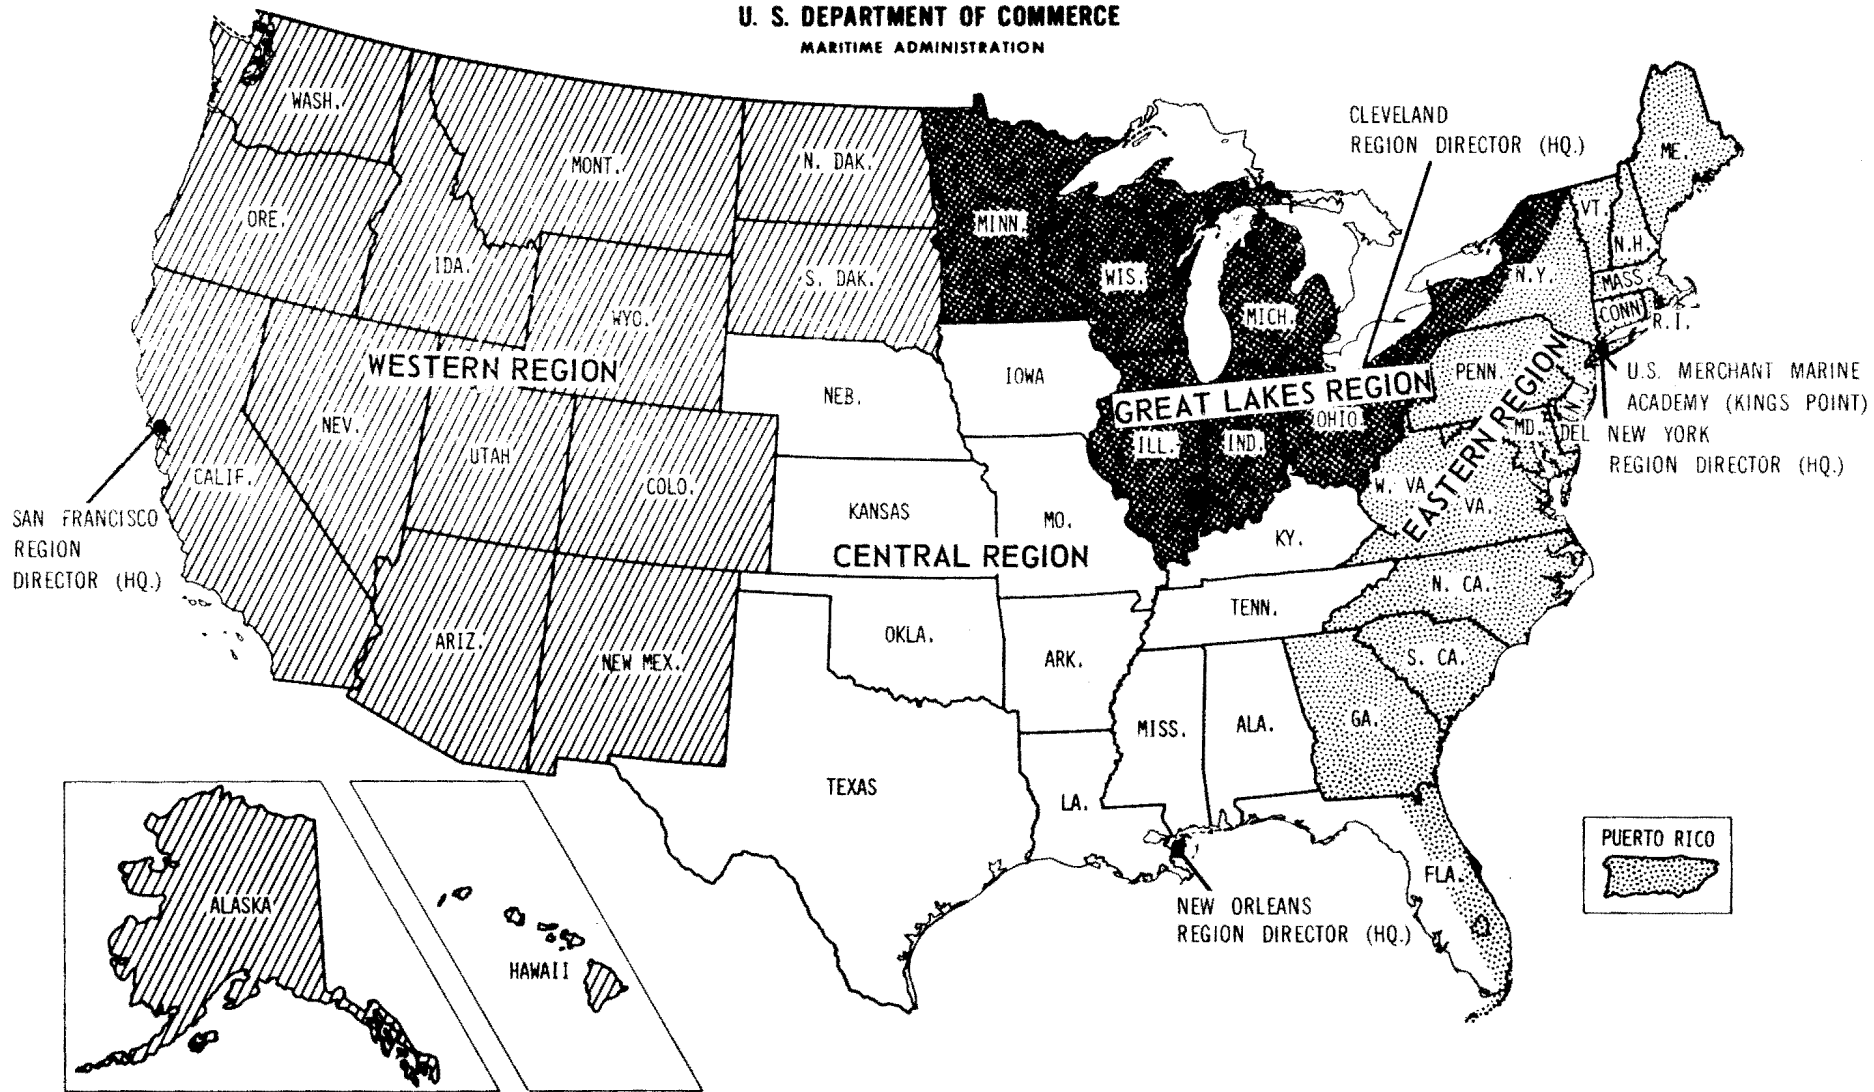 U. S. DEPARTMENT OF COMMERCE
MARITIME ADMINISTRATION
WASH.
MONT.
N. DAK.
MINN.
CLEVELAND
REGION DIRECTOR (HQ.)
ME.
VT.
N.H.
ORE.
IDA.
S. DAK.
WIS.
N.Y.
MASS.
CONN.
R.I.
WYO.
MICH.
WESTERN REGION
NEB.
IOWA
GREAT LAKES REGION
PENN.
EASTERN REGION
N.J.
U.S. MERCHANT MARINE
ACADEMY (KINGS POINT)
NEV.
UTAH
COLO.
ILL.
IND.
OHIO.
MD.
DEL
NEW YORK
REGION DIRECTOR (HQ.)
CALIF.
W. VA
VA.
SAN FRANCISCO
REGION
DIRECTOR (HQ.)
KANSAS
MO.
KY.
CENTRAL REGION
N. CA.
TENN.
ARIZ.
NEW MEX.
OKLA.
ARK.
S. CA.
MISS.
ALA.
GA.
TEXAS
LA.
PUERTO RICO
FLA.
ALASKA
HAWAII
NEW ORLEANS
REGION DIRECTOR (HQ.)